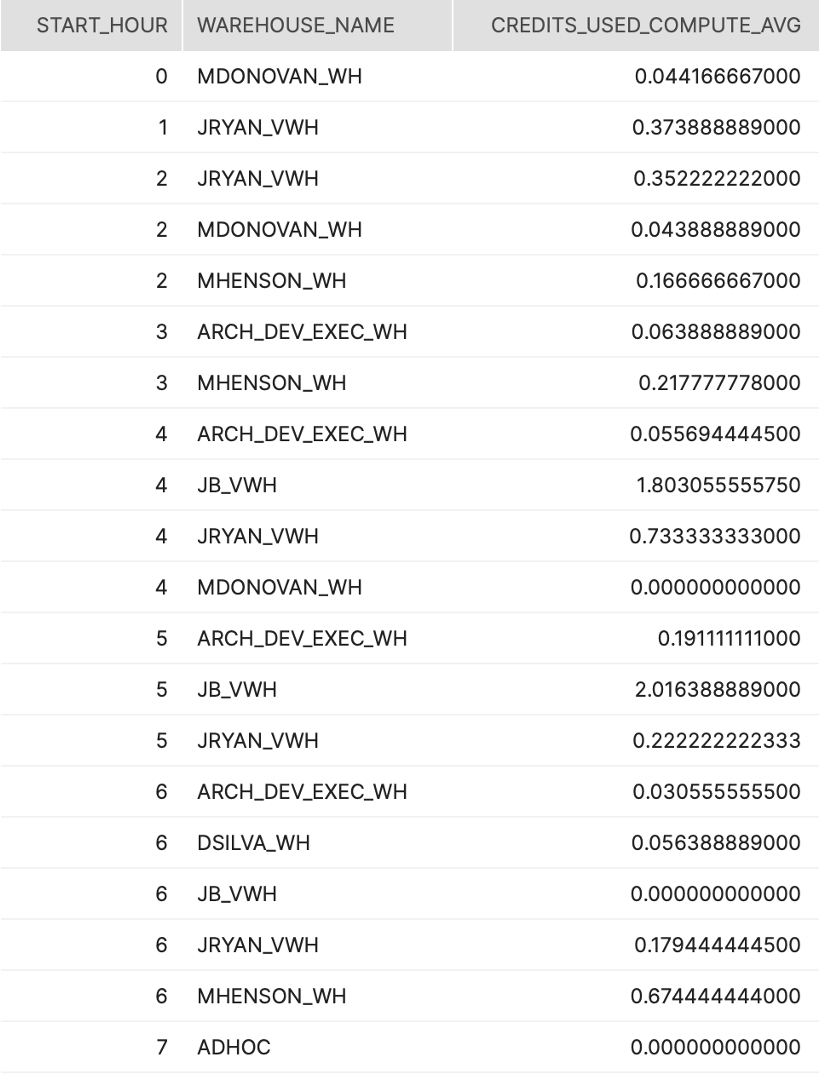 START_HOUR WAREHOUSE_NAME CREDITS_USED_COMPUTE_AVG
0 MDONOVAN_WH 0.044166667000
1 JRYAN_VWH 0.373888889000
2 JRYAN_VWH 0.352222222000
2 MDONOVAN_WH 0.043888889000
2 MHENSON_WH 0.166666667000
3 ARCH_DEV_EXEC_WH 0.063888889000
3 MHENSON_WH 0.217777778000
4 ARCH_DEV_EXEC_WH 0.055694444500
4 JB_VWH 1.803055555750
4 JRYAN_VWH 0.733333333000
4 MDONOVAN_WH 0.000000000000
5 ARCH_DEV_EXEC_WH 0.191111111000
5 JB_VWH 2.016388889000
5 JRYAN_VWH 0.222222222333
6 ARCH_DEV_EXEC_WH 0.030555555500
6 DSILVA_WH 0.056388889000
6 JB_VWH 0.000000000000
6 JRYAN_VWH 0.179444444500
6 MHENSON_WH 0.674444444000
7 ADHOC 0.000000000000